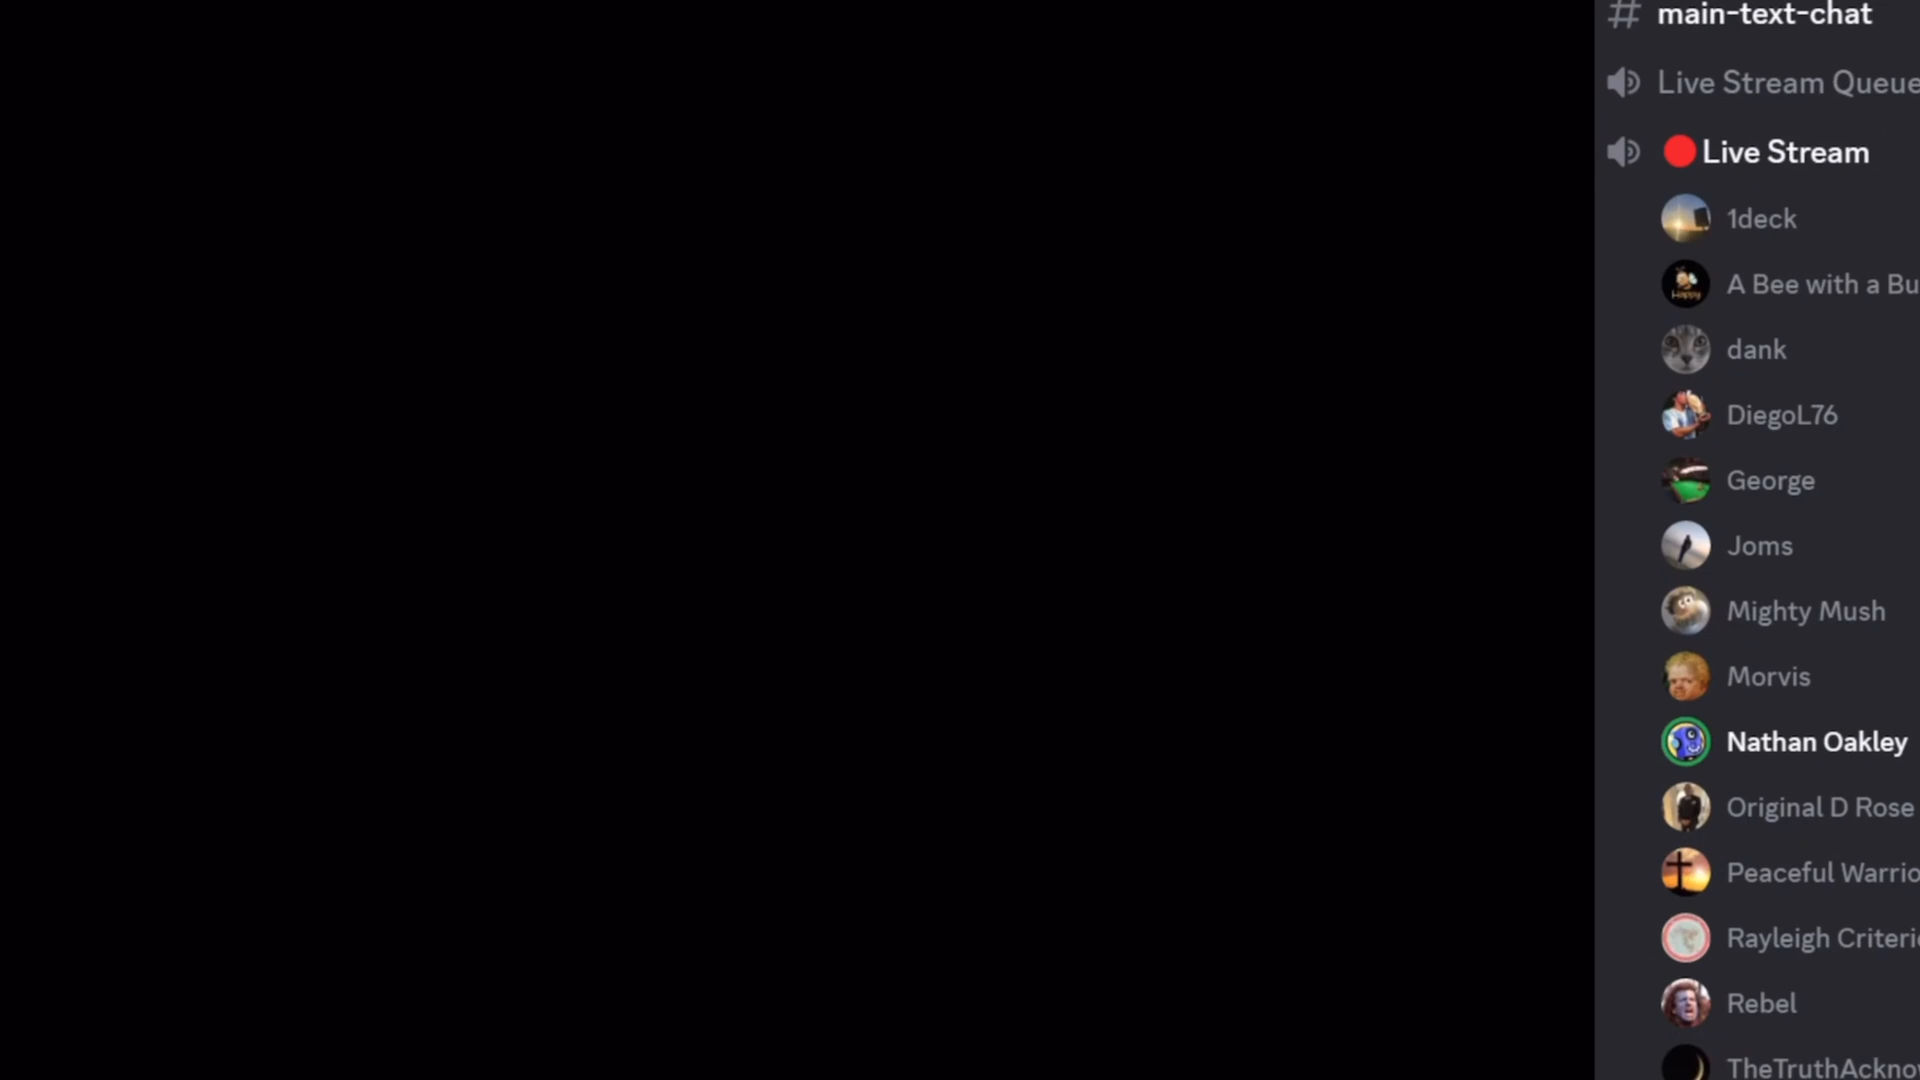 # main-text-chat
Live Stream Queue
Live Stream
1deck
Happy
A Bee with a Bu
dank
DiegoL76
George
Joms
Mighty Mush
Morvis
Nathan Oakley
Original D Rose
Peaceful Warrio
Rayleigh Criteri
Rebel
TheTruthAckno